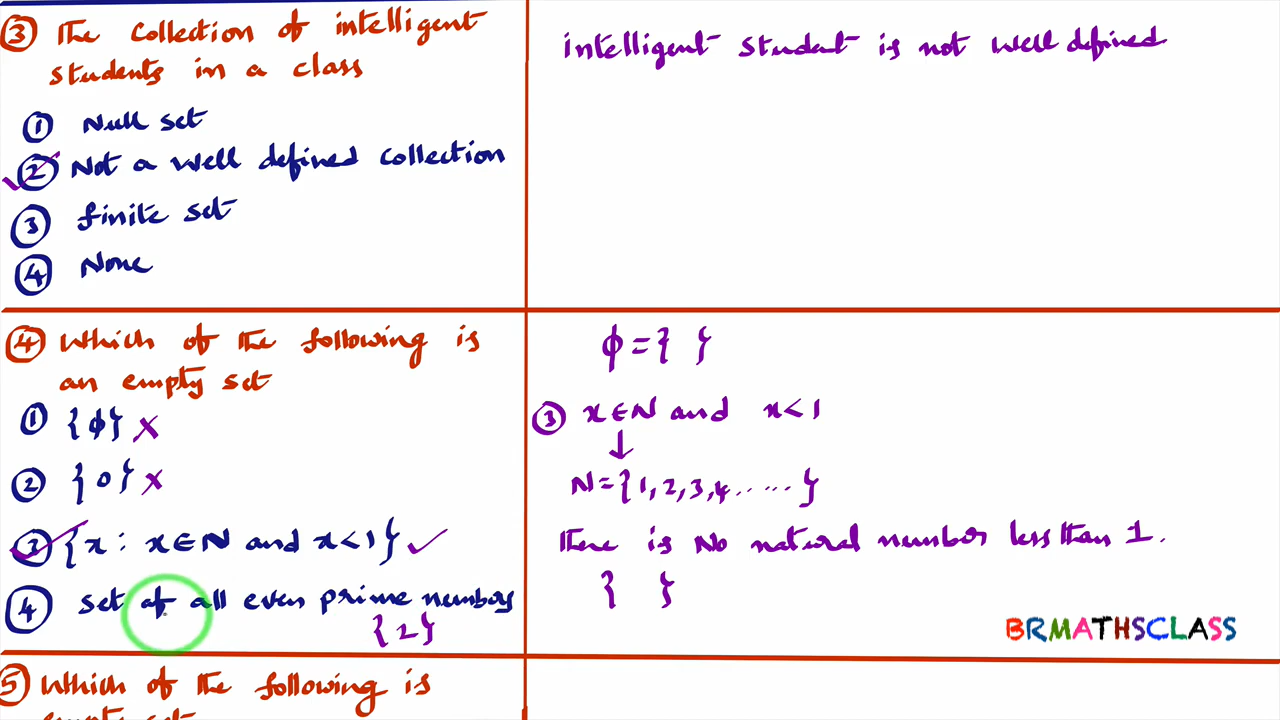 ③ The collection of intelligent
students in a class
① Null set
② Not a well defined collection
③ finite set
④ None
intelligent student is not well defined
④ Which of the following is
an empty set
① {ϕ} ✗
② {0} ✗
③ {x : x∈N and x<1} ✓
④ set of all even prime numbers
{2}
ϕ = { }
③ x∈N and x<1
↓
N={1,2,3,4.......}
There is No natural number less than 1.
{ }
BRMATHSCLASS
⑤ Which of the following is
empty set